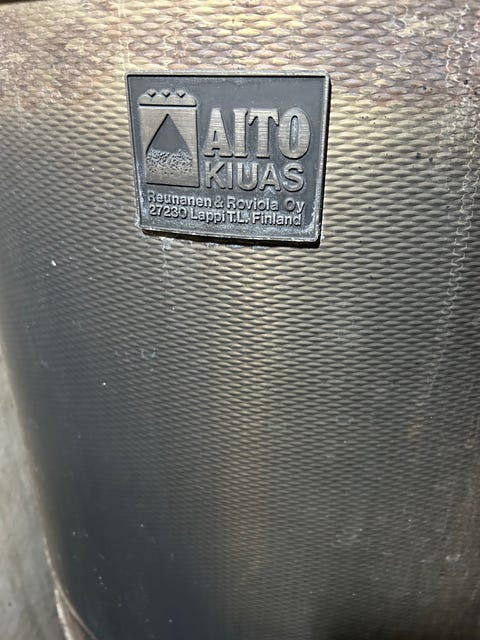 AITO
KIUAS
Reunanen & Roviola Oy
27230 Lappi T.L. Finland